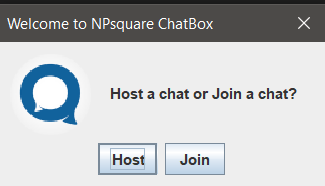 Welcome to NPsquare ChatBox
Host a chat or Join a chat?
Host Join